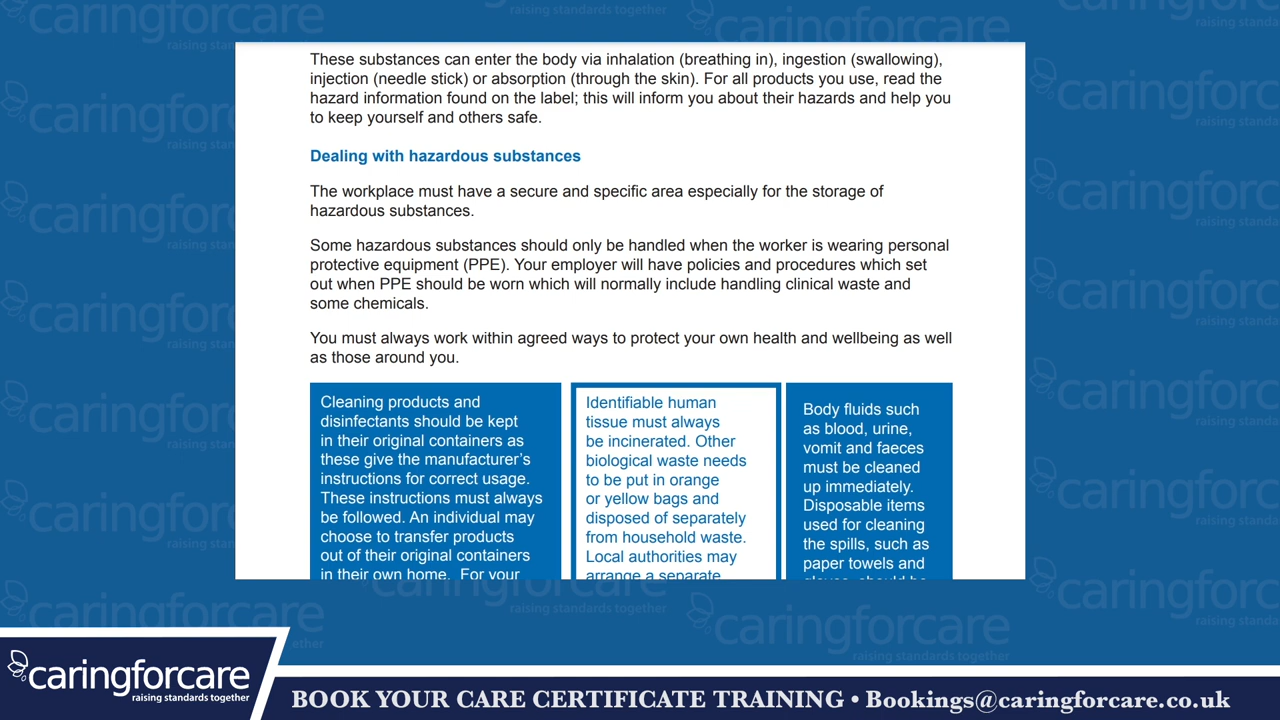 These substances can enter the body via inhalation (breathing in), ingestion (swallowing),
injection (needle stick) or absorption (through the skin). For all products you use, read the
hazard information found on the label; this will inform you about their hazards and help you
to keep yourself and others safe.
Dealing with hazardous substances
The workplace must have a secure and specific area especially for the storage of
hazardous substances.
Some hazardous substances should only be handled when the worker is wearing personal
protective equipment (PPE). Your employer will have policies and procedures which set
out when PPE should be worn which will normally include handling clinical waste and
some chemicals.
You must always work within agreed ways to protect your own health and wellbeing as well
as those around you.
Cleaning products and
disinfectants should be kept
in their original containers as
these give the manufacturer's
instructions for correct usage.
These instructions must always
be followed. An individual may
choose to transfer products
out of their original containers
in their own home. For your
Identifiable human
tissue must always
be incinerated. Other
biological waste needs
to be put in orange
or yellow bags and
disposed of separately
from household waste.
Local authorities may
arrange a separate
Body fluids such
as blood, urine,
vomit and faeces
must be cleaned
up immediately.
Disposable items
used for cleaning
the spills, such as
paper towels and
gloves, should be
caringforcare
raising standards together
BOOK YOUR CARE CERTIFICATE TRAINING • Bookings@caringforcare.co.uk